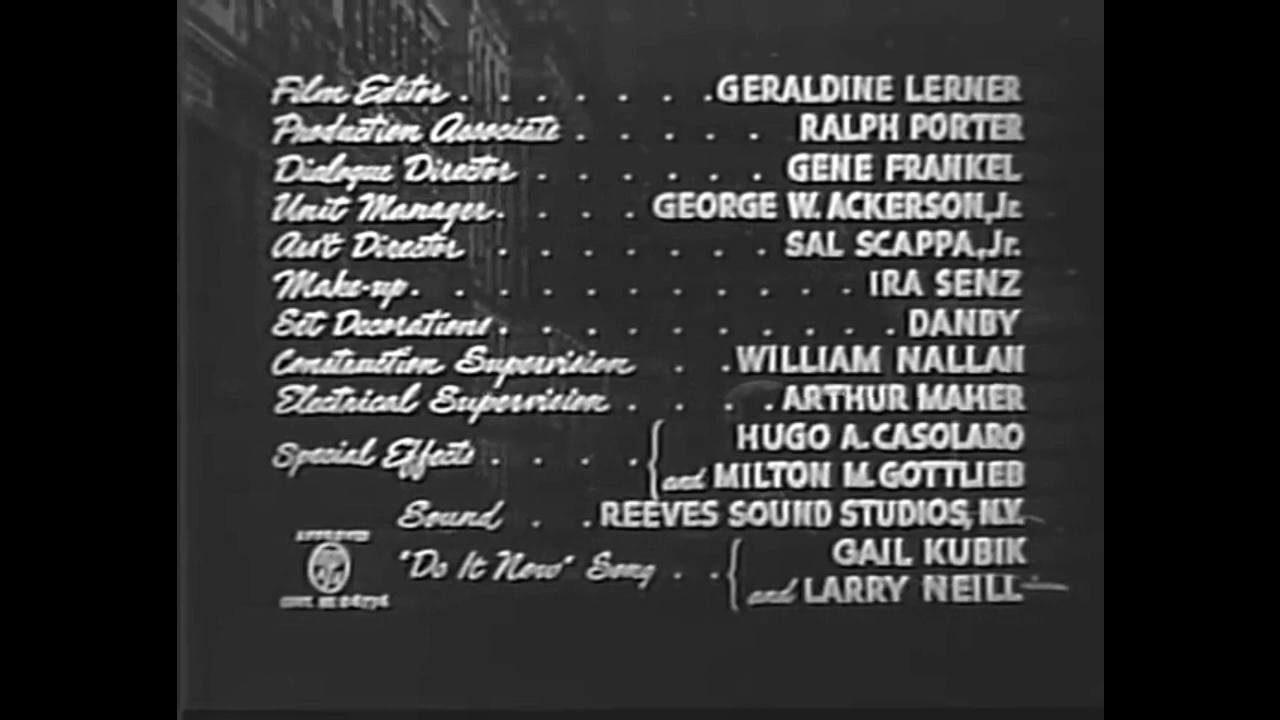 Film Editor . . . . . . . GERALDINE LERNER
Production Associate . . . . . RALPH PORTER
Dialogue Director . . . . . . GENE FRANKEL
Unit Manager . . . . GEORGE W. ACKERSON, Jr.
Ass't Director . . . . . . . SAL SCAPPA, Jr.
Make-up . . . . . . . . . . . IRA SENZ
Set Decorations . . . . . . . . . . DANBY
Construction Supervision . . WILLIAM NALLAN
Electrical Supervision . . . . ARTHUR MAHER
Special Effects . . . . HUGO A. CASOLARO
and MILTON M. GOTTLIEB
Sound . . REEVES SOUND STUDIOS, N.Y.
"Do It Now" Song . . GAIL KUBIK
and LARRY NEILL
APPROVED